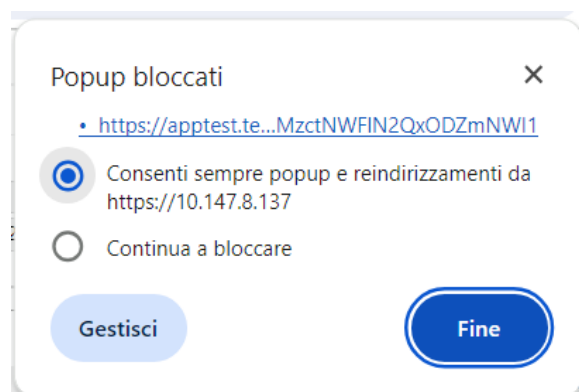 Popup bloccati
• https://apptest.te...MzctNWFlN2QxODZmNWI1
Consenti sempre popup e reindirizzamenti da
https://10.147.8.137
Continua a bloccare
Gestisci
Fine